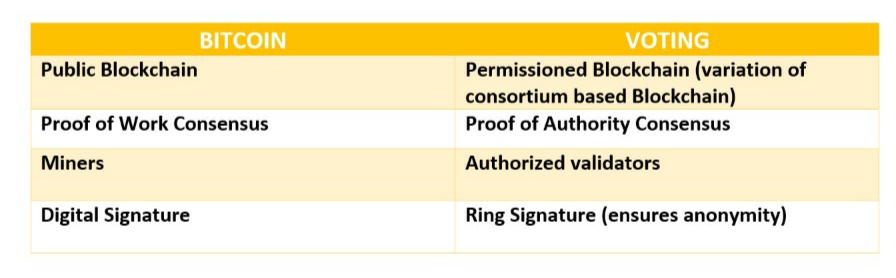 BITCOIN VOTING
Public Blockchain Permissioned Blockchain (variation of
consortium based Blockchain)
Proof of Work Consensus Proof of Authority Consensus
Miners Authorized validators
Digital Signature Ring Signature (ensures anonymity)